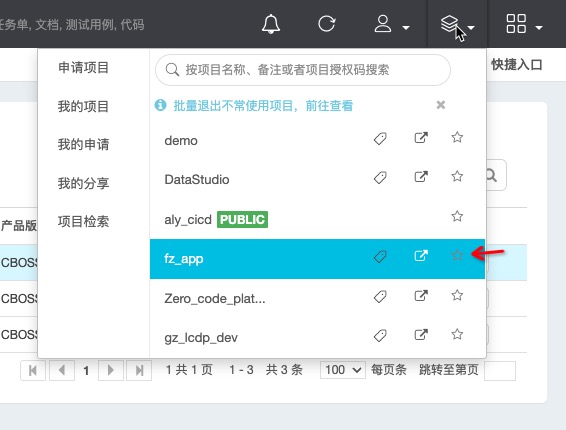 任务单, 文档, 测试用例, 代码
快捷入口
申请项目
我的项目
我的申请
我的分享
项目检索
按项目名称、备注或者项目授权码搜索
批量退出不常使用项目，前往查看
demo
DataStudio
aly_cicd PUBLIC
fz_app
Zero_code_plat...
gz_lcdp_dev
产品版
CBOSS
CBOSS
1
1 共 1 页
1 - 3
共 3 条
100
每页条
跳转至第页